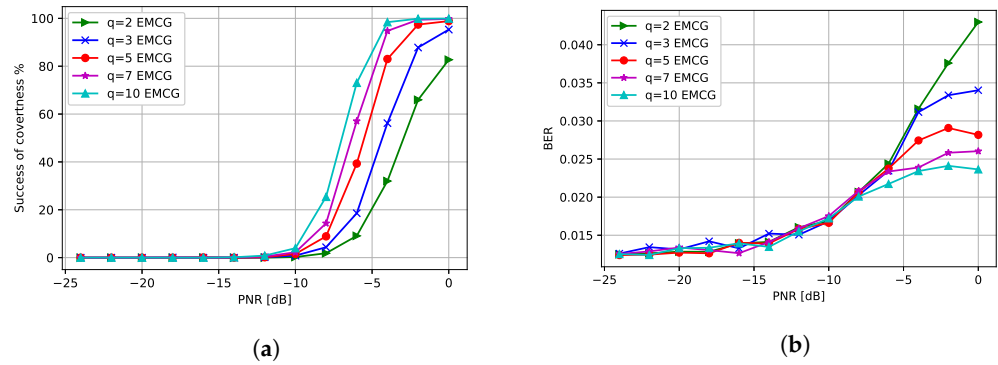 q=2 EMCG
q=3 EMCG
q=5 EMCG
q=7 EMCG
q=10 EMCG
Success of covertness %
100
80
60
40
20
0
−25
−20
−15
−10
−5
0
PNR [dB]
(a)
q=2 EMCG
q=3 EMCG
q=5 EMCG
q=7 EMCG
q=10 EMCG
BER
0.040
0.035
0.030
0.025
0.020
0.015
−25
−20
−15
−10
−5
0
PNR [dB]
(b)